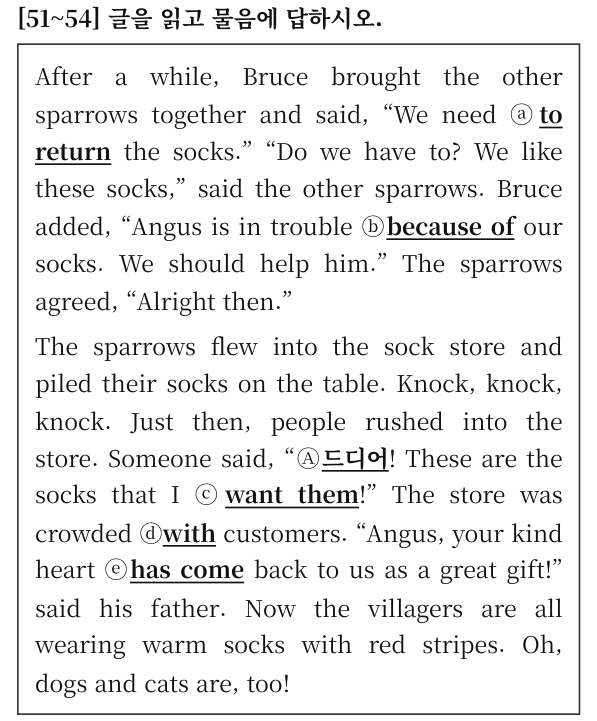 [51~54] 글을 읽고 물음에 답하시오.
After a while, Bruce brought the other
sparrows together and said, “We need ⓐ to
return the socks.” “Do we have to? We like
these socks,” said the other sparrows. Bruce
added, “Angus is in trouble ⓑbecause of our
socks. We should help him.” The sparrows
agreed, “Alright then.”
The sparrows flew into the sock store and
piled their socks on the table. Knock, knock,
knock. Just then, people rushed into the
store. Someone said, “Ⓐ드디어! These are the
socks that I ⓒ want them!” The store was
crowded ⓓwith customers. “Angus, your kind
heart ⓔhas come back to us as a great gift!”
said his father. Now the villagers are all
wearing warm socks with red stripes. Oh,
dogs and cats are, too!